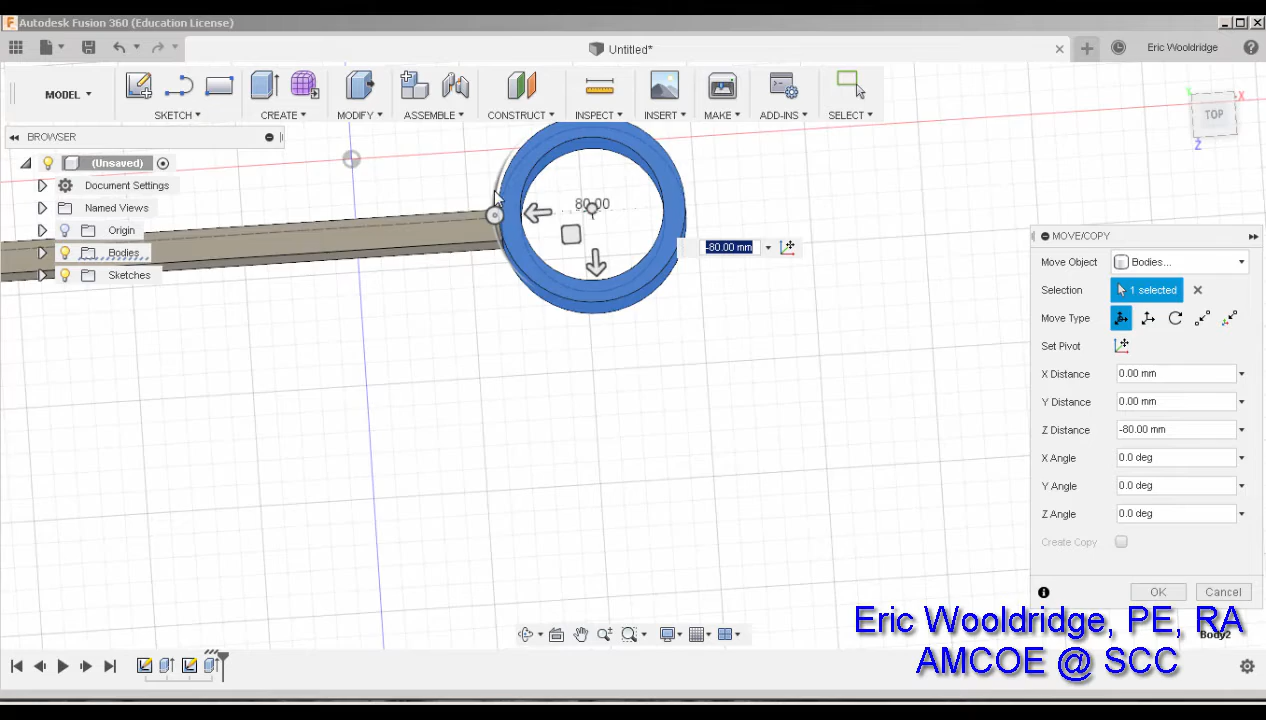 Autodesk Fusion 360 (Education License)
Untitled*
Eric Wooldridge
MODEL
SKETCH
CREATE
MODIFY
ASSEMBLE
CONSTRUCT
INSPECT
INSERT
MAKE
ADD-INS
SELECT
TOP
X
Y
Z
BROWSER
(Unsaved)
Document Settings
Named Views
Origin
Bodies
Sketches
80.00
-80.00 mm
MOVE/COPY
Move Object Bodies...
Selection 1 selected
Move Type
Set Pivot
X Distance 0.00 mm
Y Distance 0.00 mm
Z Distance -80.00 mm
X Angle 0.0 deg
Y Angle 0.0 deg
Z Angle 0.0 deg
Create Copy
OK Cancel
Eric Wooldridge, PE, RA
Body2
AMCOE @ SCC